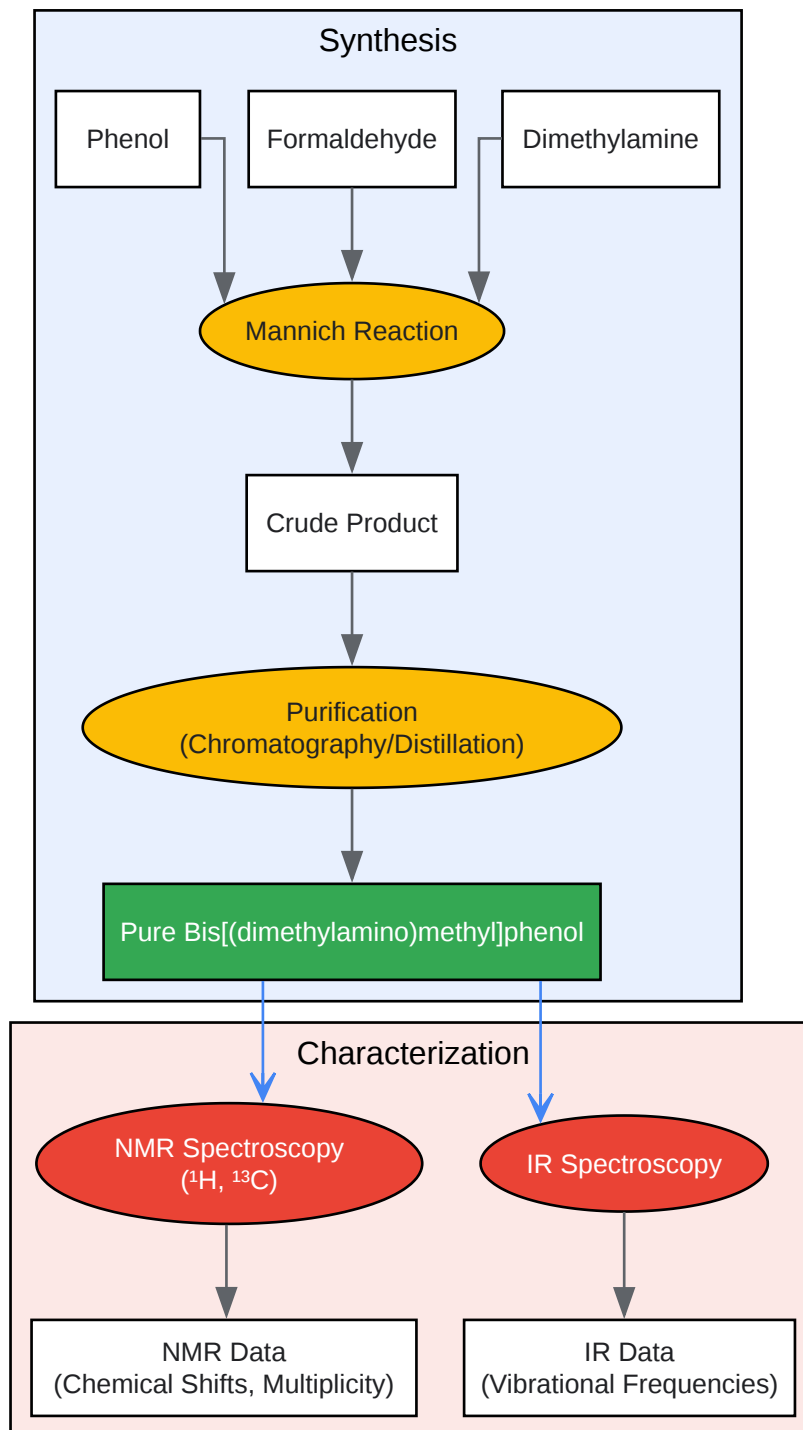 Synthesis
Phenol
Formaldehyde
Dimethylamine
Mannich Reaction
Crude Product
Purification
(Chromatography/Distillation)
Pure Bis[(dimethylamino)methyl]phenol
Characterization
NMR Spectroscopy
(¹H, ¹³C)
IR Spectroscopy
NMR Data
(Chemical Shifts, Multiplicity)
IR Data
(Vibrational Frequencies)